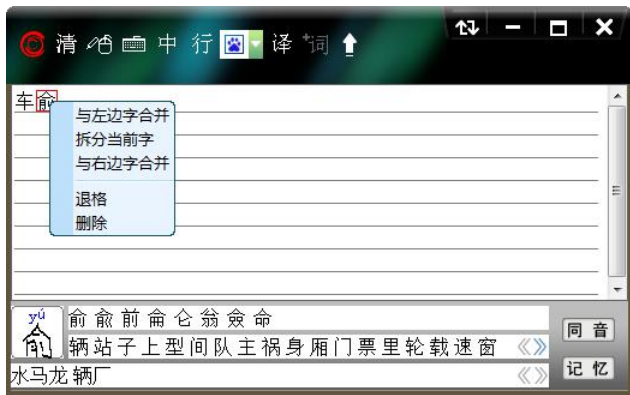 清 中 行 译 词
车俞
与左边字合并
拆分当前字
与右边字合并
退格
删除
yú
俞 俞 前 侖 仑 翁 僉 命
同 音
辆 站 子 上 型 间 队 主 祸 身 厢 门 票 里 轮 载 速 窗
记 忆
水马龙 辆厂